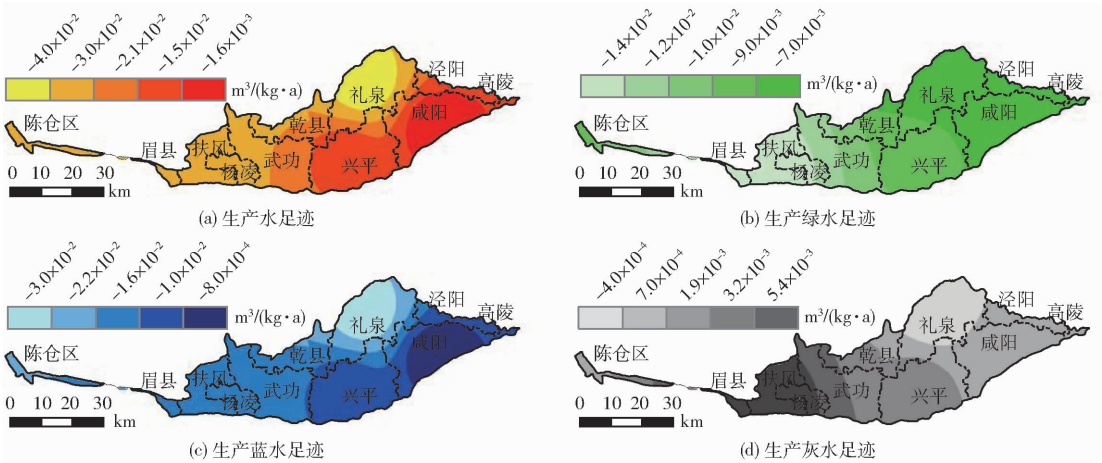 −4.0×10⁻²
−3.0×10⁻²
−2.1×10⁻²
−1.5×10⁻²
−1.6×10⁻³
m³/(kg·a)
泾阳
高陵
礼泉
咸阳
陈仓区
乾县
眉县
扶风
武功
兴平
杨凌
0 10 20 30
km
(a) 生产水足迹
−1.4×10⁻²
−1.2×10⁻²
−1.0×10⁻²
−9.0×10⁻³
−7.0×10⁻³
m³/(kg·a)
泾阳
高陵
礼泉
咸阳
陈仓区
乾县
眉县
扶风
武功
兴平
杨凌
0 10 20 30
km
(b) 生产绿水足迹
−3.0×10⁻²
−2.2×10⁻²
−1.6×10⁻²
−1.0×10⁻²
−8.0×10⁻⁴
m³/(kg·a)
泾阳
高陵
礼泉
咸阳
陈仓区
乾县
眉县
扶风
武功
兴平
杨凌
0 10 20 30
km
(c) 生产蓝水足迹
−4.0×10⁻⁴
7.0×10⁻⁴
1.9×10⁻³
3.2×10⁻³
5.4×10⁻³
m³/(kg·a)
泾阳
高陵
礼泉
咸阳
陈仓区
乾县
眉县
扶风
武功
兴平
杨凌
0 10 20 30
km
(d) 生产灰水足迹